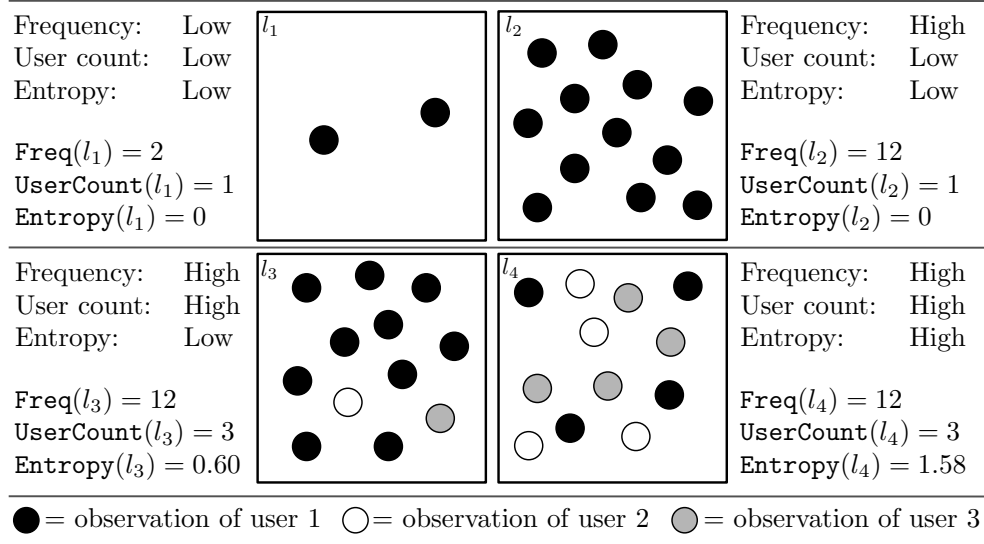 Frequency: Low
User count: Low
Entropy: Low
Freq(l₁) = 2
UserCount(l₁) = 1
Entropy(l₁) = 0
l₁
l₂
Frequency: High
User count: Low
Entropy: Low
Freq(l₂) = 12
UserCount(l₂) = 1
Entropy(l₂) = 0
Frequency: High
User count: High
Entropy: Low
Freq(l₃) = 12
UserCount(l₃) = 3
Entropy(l₃) = 0.60
l₃
l₄
Frequency: High
User count: High
Entropy: High
Freq(l₄) = 12
UserCount(l₄) = 3
Entropy(l₄) = 1.58
= observation of user 1 = observation of user 2 = observation of user 3